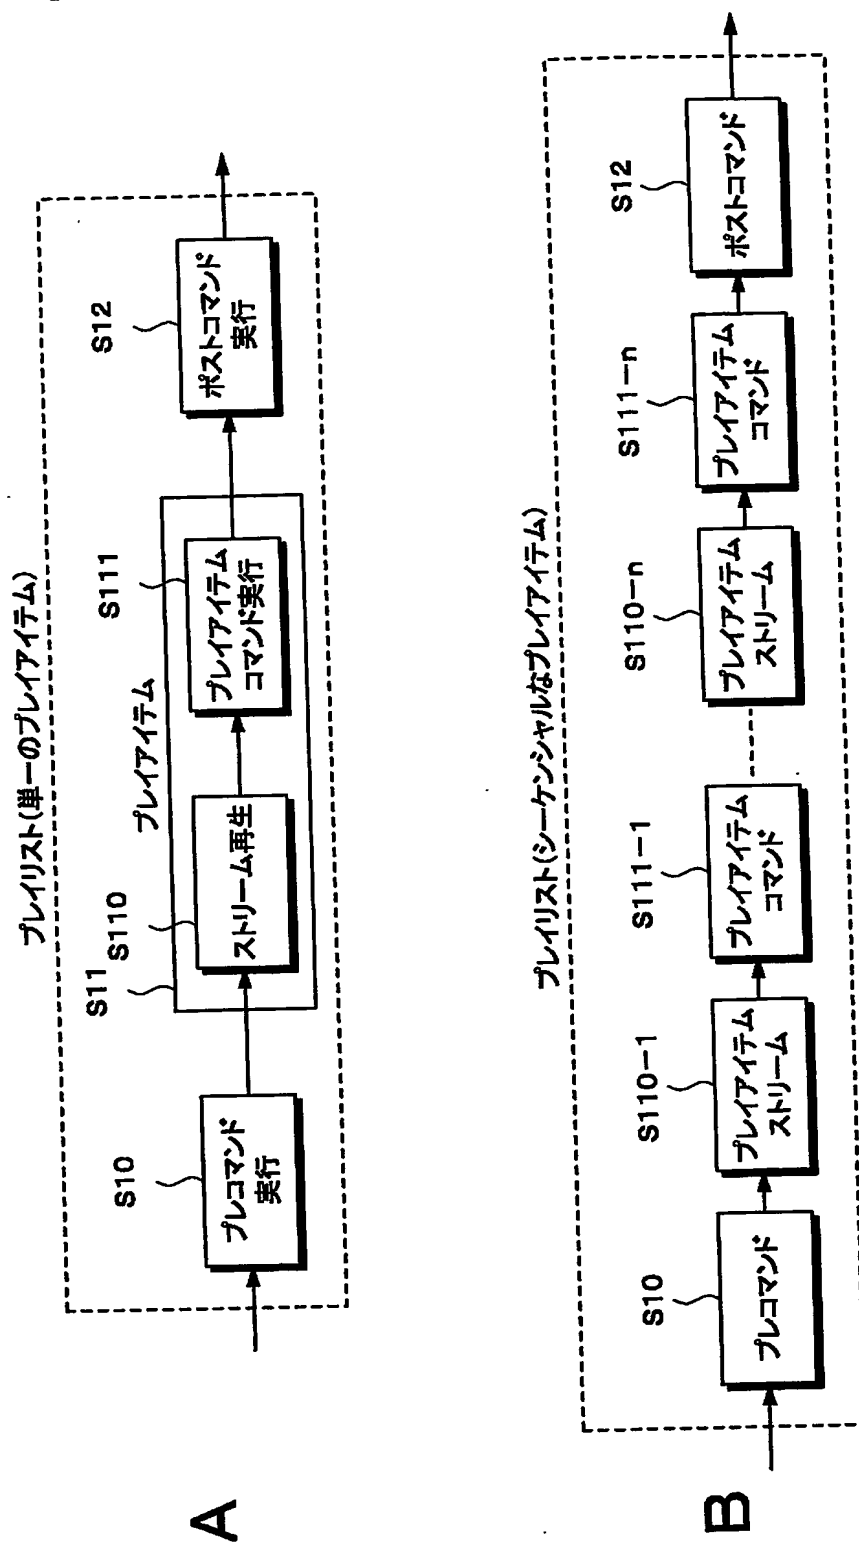 A
プレイリスト(単一のプレイアイテム)
S10
プレコマンド
実行
S11
プレイアイテム
S110
ストリーム再生
S111
プレイアイテム
コマンド実行
S12
ポストコマンド
実行
B
プレイリスト(シーケンシャルなプレイアイテム)
S10
プレコマンド
S110-1
プレイアイテム
ストリーム
S111-1
プレイアイテム
コマンド
S110-n
プレイアイテム
ストリーム
S111-n
プレイアイテム
コマンド
S12
ポストコマンド